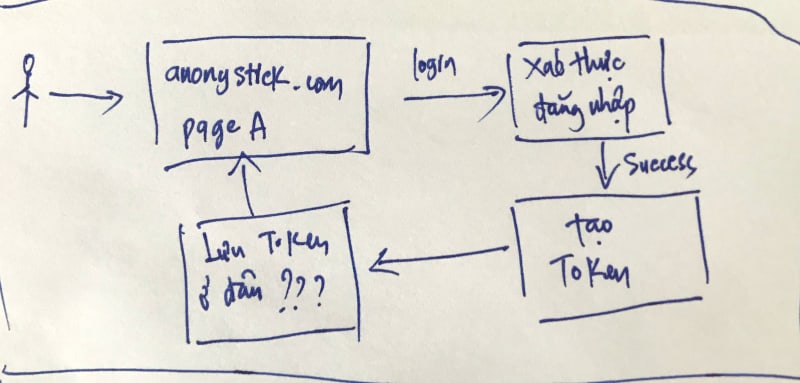 anonystick.com
page A
login
xác thực
đăng nhập
Success
tạo
Token
Lưu Token
ở đâu ???